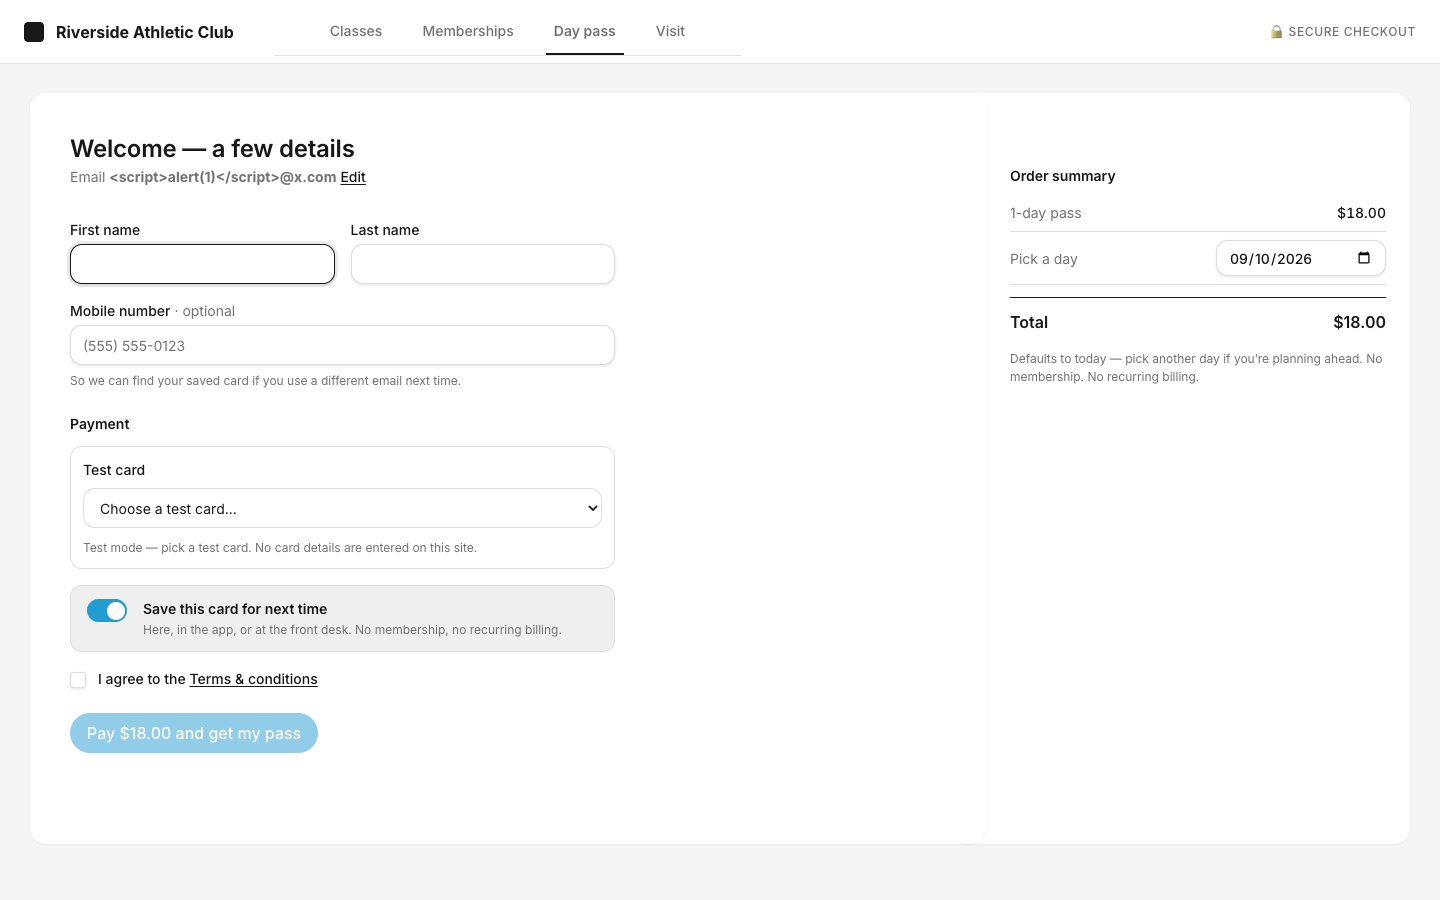 Riverside Athletic Club
Classes
Memberships
Day pass
Visit
🔒 SECURE CHECKOUT
Welcome — a few details
Email <script>alert(1)</script>@x.com Edit
First name
Last name
Mobile number · optional
(555) 555-0123
So we can find your saved card if you use a different email next time.
Payment
Test card
Choose a test card...
Test mode — pick a test card. No card details are entered on this site.
Save this card for next time
Here, in the app, or at the front desk. No membership, no recurring billing.
I agree to the Terms & conditions
Pay $18.00 and get my pass
Order summary
1-day pass $18.00
Pick a day 09/10/2026
Total $18.00
Defaults to today — pick another day if you're planning ahead. No
membership. No recurring billing.